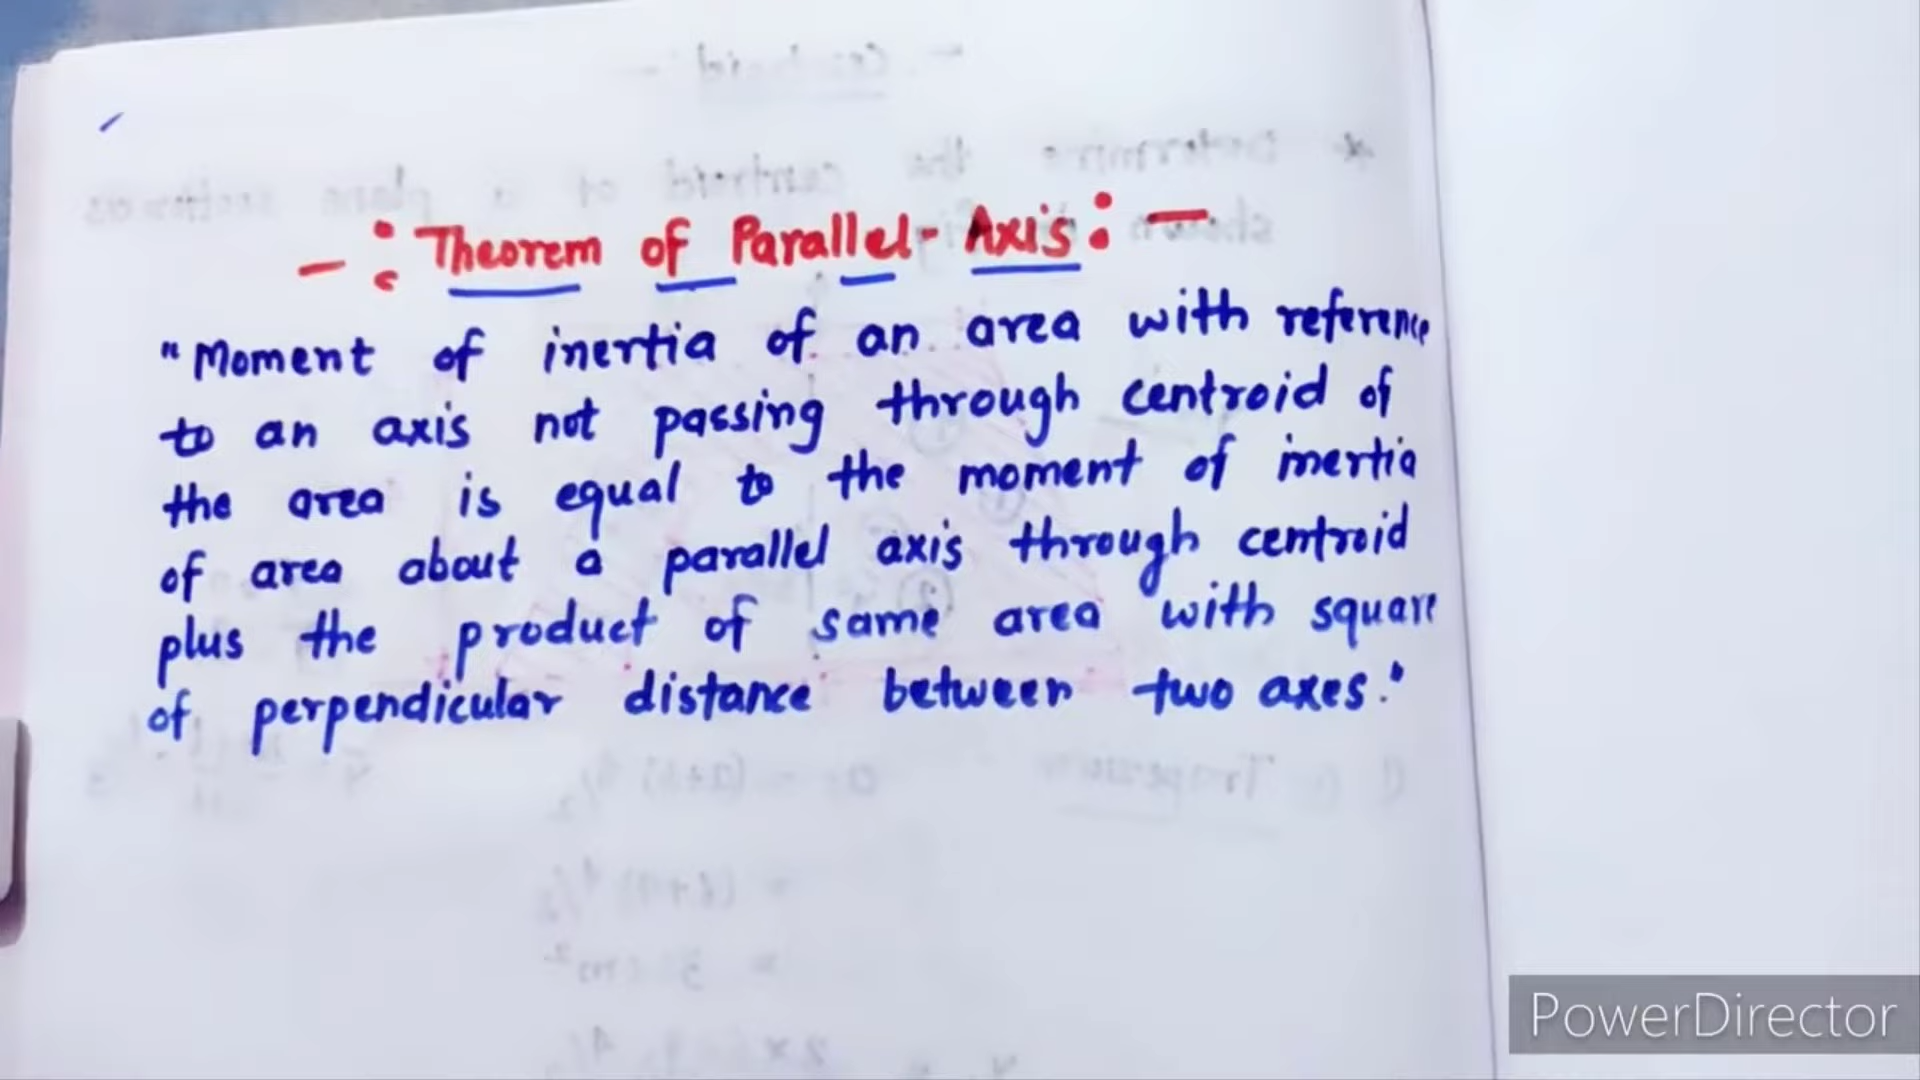 -: Theorem of Parallel-Axis :-
"Moment of inertia of an area with reference
to an axis not passing through centroid of
the area is equal to the moment of inertia
of area about a parallel axis through centroid
plus the product of same area with square
of perpendicular distance between two axes."
PowerDirector